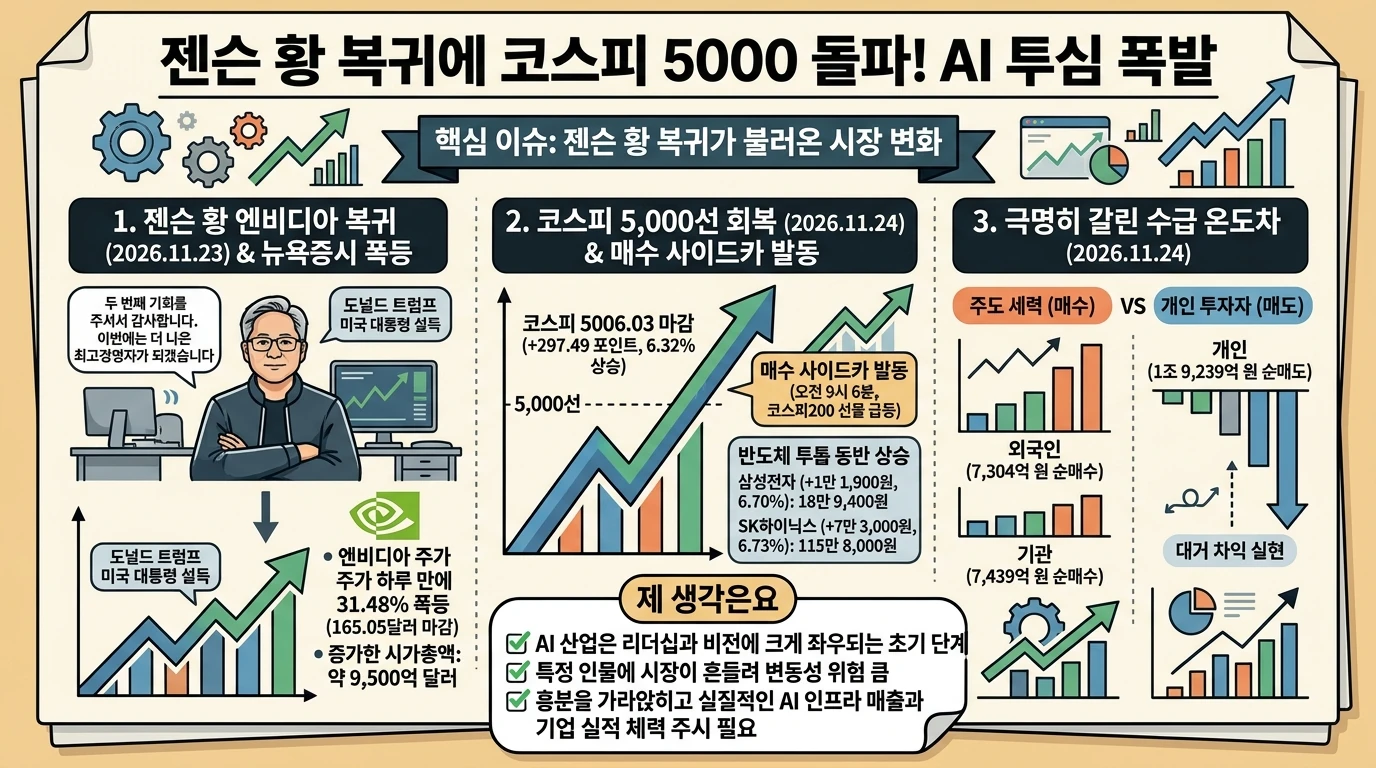 젠슨 황 복귀에 코스피 5000 돌파! AI 투심 폭발
핵심 이슈: 젠슨 황 복귀가 불러온 시장 변화
1. 젠슨 황 엔비디아 복귀
(2026.11.23) & 뉴욕증시 폭등
두 번째 기회를
주셔서 감사합니다.
이번에는 더 나은
최고경영자가 되겠습니다
도널드 트럼프
미국 대통령 설득
도널드 트럼프
미국 대통령 설득
• 엔비디아 주가
주가 하루 만에
31.48% 폭등
(165.05달러 마감)
• 증가한 시가총액:
약 9,500억 달러
2. 코스피 5,000선 회복 (2026.11.24)
& 매수 사이드카 발동
코스피 5006.03 마감
(+297.49 포인트, 6.32%
상승)
5,000선
매수 사이드카 발동
(오전 9시 6분,
코스피200 선물 급등)
반도체 투톱 동반 상승
삼성전자 (+1만 1,900원,
6.70%): 18만 9,400원
SK하이닉스 (+7만 3,000원,
6.73%): 115만 8,000원
제 생각은요
AI 산업은 리더십과 비전에 크게 좌우되는 초기 단계
특정 인물에 시장이 흔들려 변동성 위험 큼
흥분을 가라앉히고 실질적인 AI 인프라 매출과
기업 실적 체력 주시 필요
3. 극명히 갈린 수급 온도차
(2026.11.24)
주도 세력 (매수) VS 개인 투자자 (매도)
외국인
(7,304억 원 순매수)
기관
(7,439억 원 순매수)
개인
(1조 9,239억 원 순매도)
대거 차익 실현